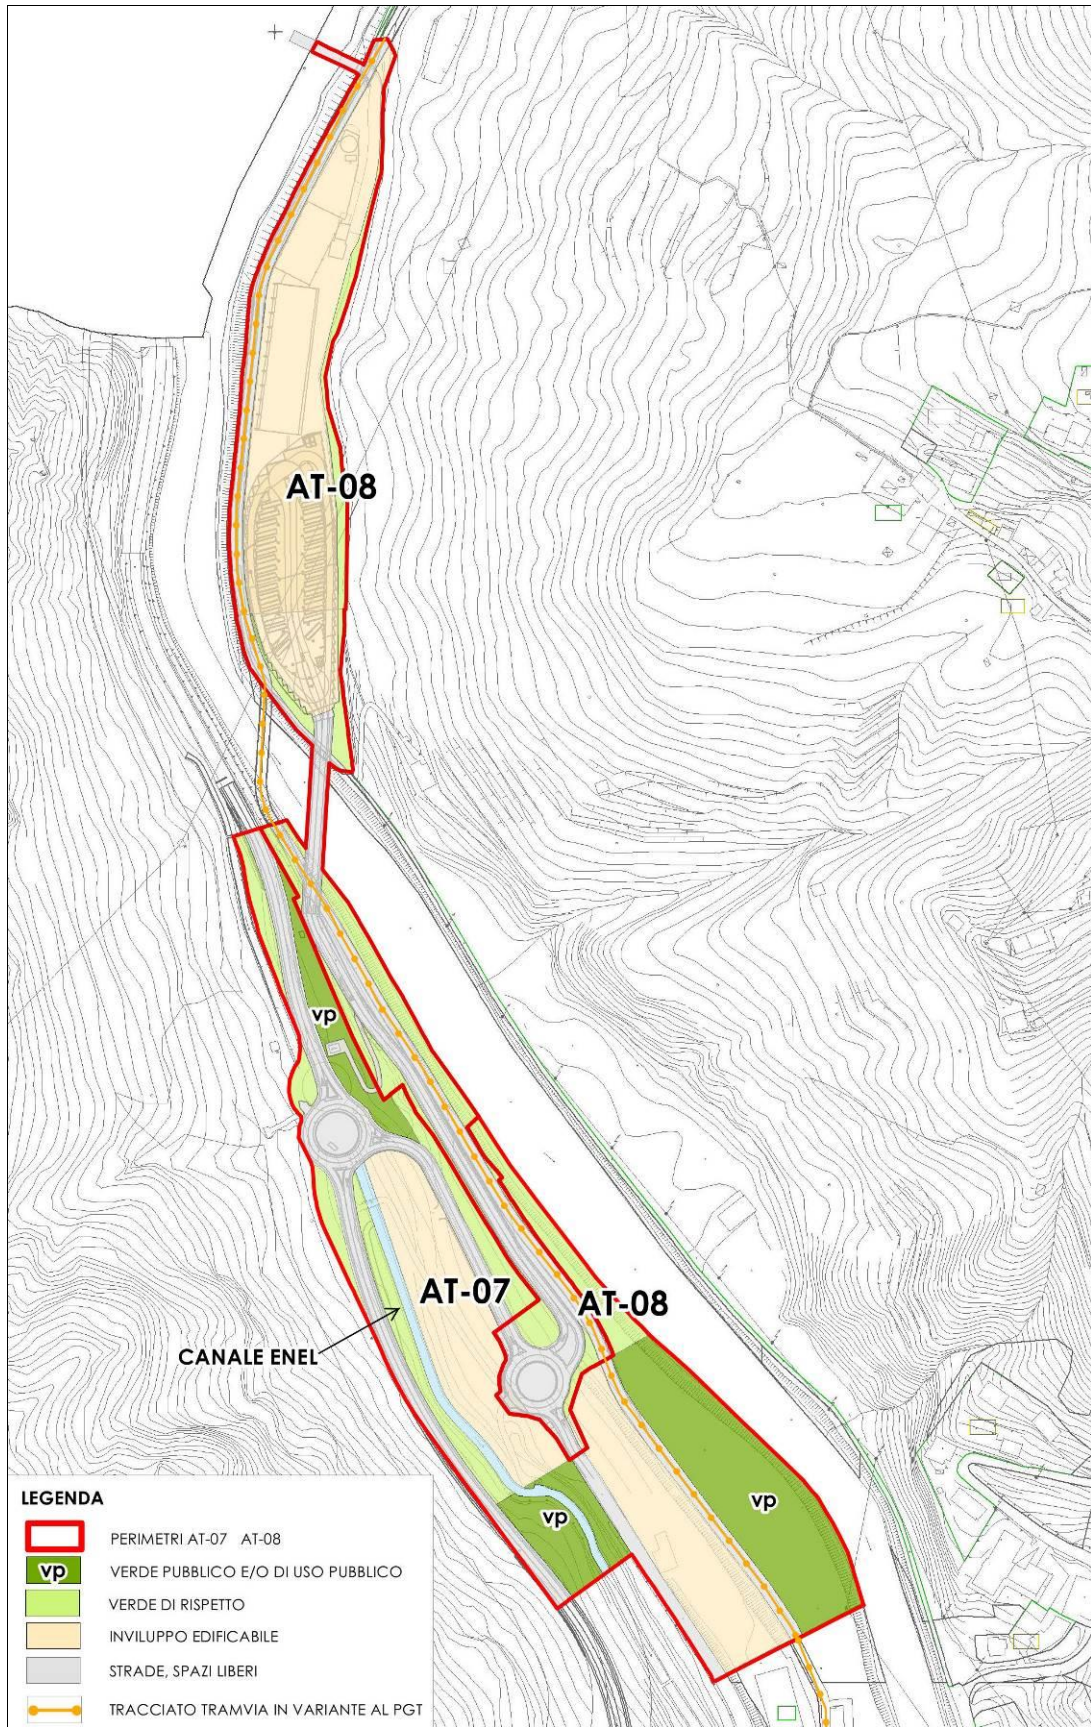 AT-08
vp
AT-07
AT-08
CANALE ENEL
vp
vp
LEGENDA
PERIMETRI AT-07 AT-08
vp VERDE PUBBLICO E/O DI USO PUBBLICO
VERDE DI RISPETTO
INVILUPPO EDIFICABILE
STRADE, SPAZI LIBERI
TRACCIATO TRAMVIA IN VARIANTE AL PGT